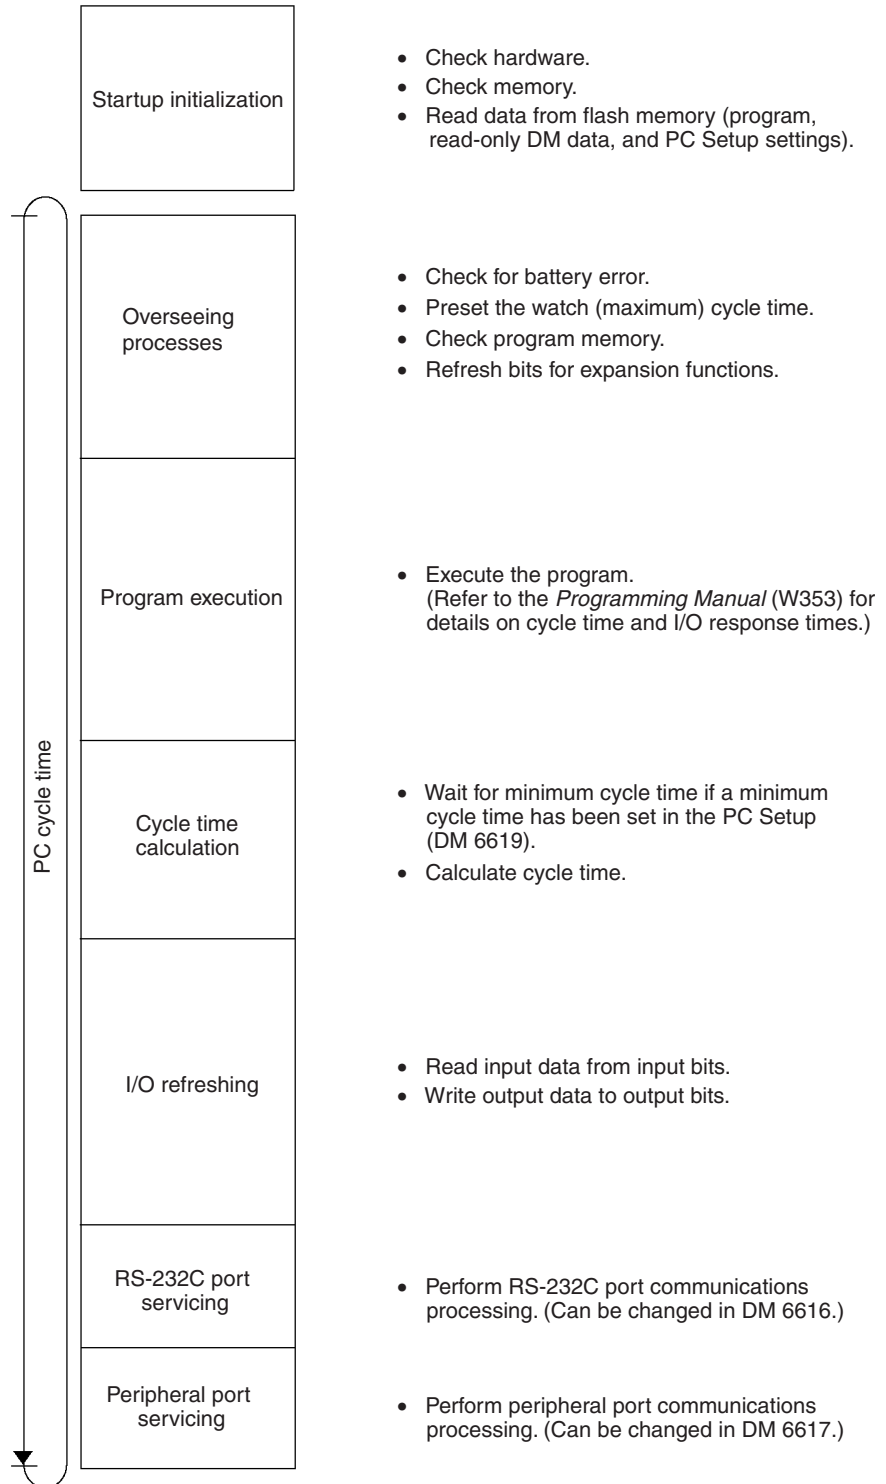 Startup initialization
• Check hardware.
• Check memory.
• Read data from flash memory (program,
read-only DM data, and PC Setup settings).
PC cycle time
Overseeing
processes
• Check for battery error.
• Preset the watch (maximum) cycle time.
• Check program memory.
• Refresh bits for expansion functions.
Program execution
• Execute the program.
(Refer to the Programming Manual (W353) for
details on cycle time and I/O response times.)
Cycle time
calculation
• Wait for minimum cycle time if a minimum
cycle time has been set in the PC Setup
(DM 6619).
• Calculate cycle time.
I/O refreshing
• Read input data from input bits.
• Write output data to output bits.
RS-232C port
servicing
• Perform RS-232C port communications
processing. (Can be changed in DM 6616.)
Peripheral port
servicing
• Perform peripheral port communications
processing. (Can be changed in DM 6617.)